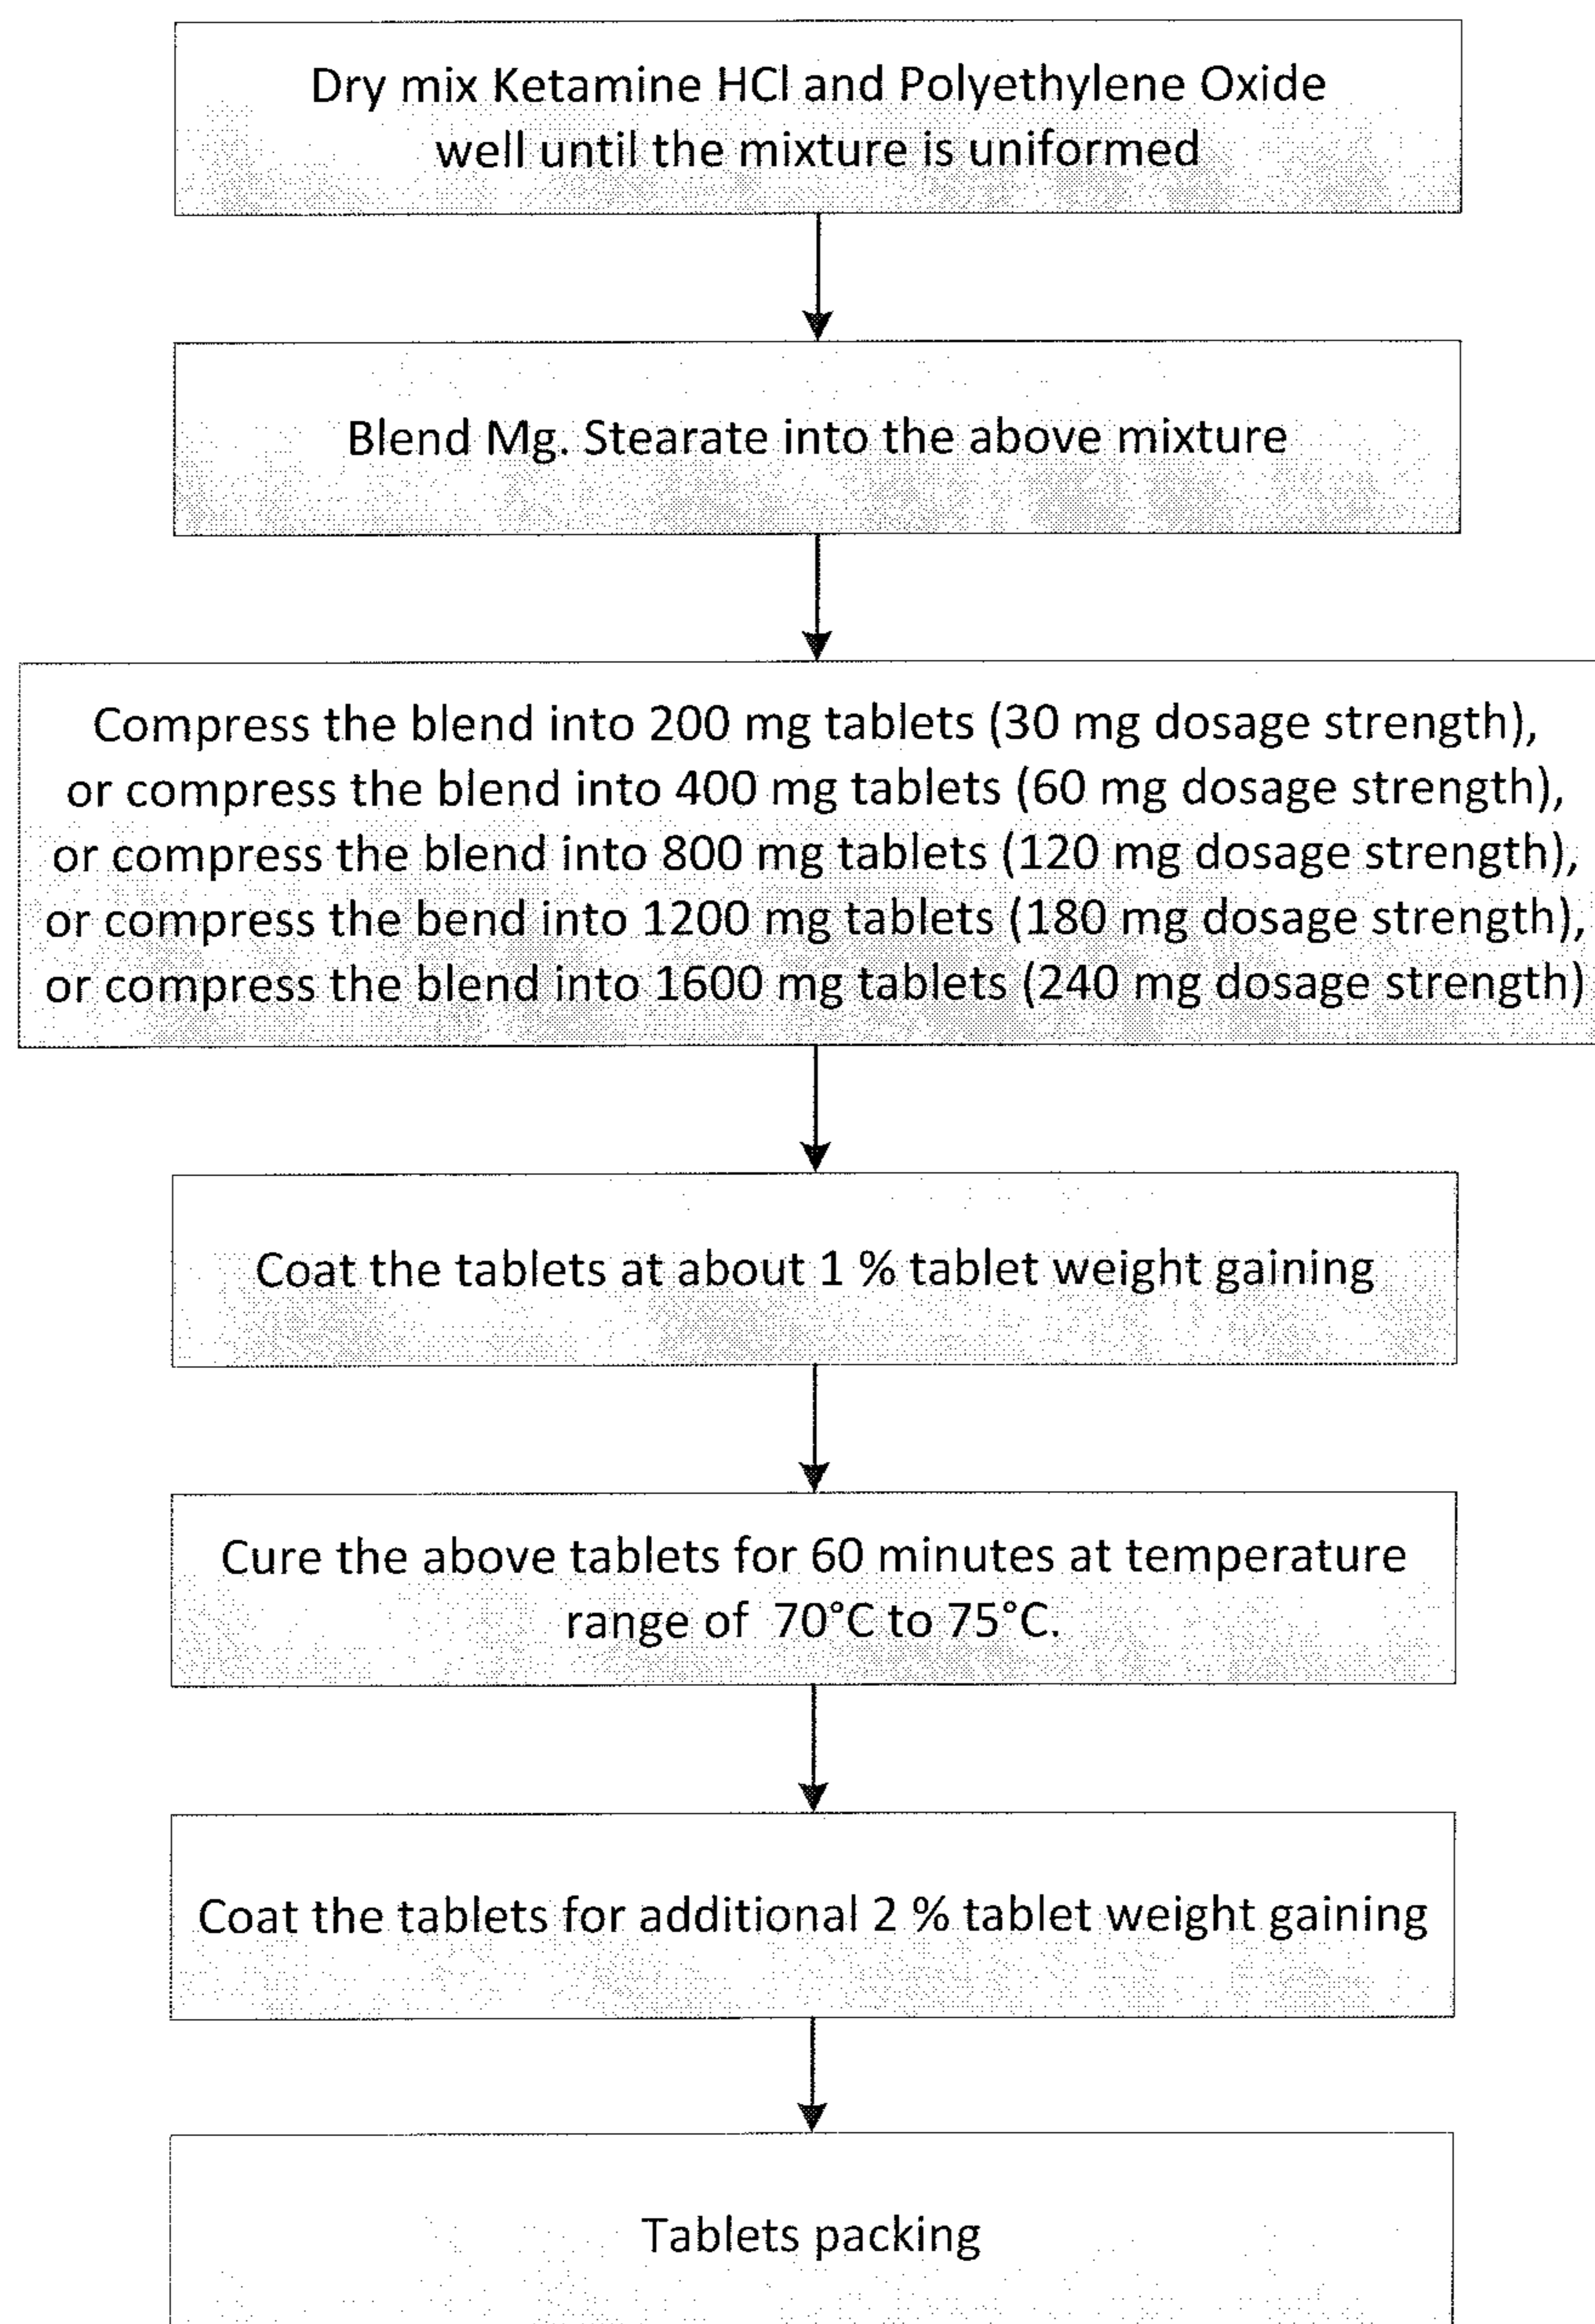 Dry mix Ketamine HCl and Polyethylene Oxide
well until the mixture is uniformed
Blend Mg. Stearate into the above mixture
Compress the blend into 200 mg tablets (30 mg dosage strength),
or compress the blend into 400 mg tablets (60 mg dosage strength),
or compress the blend into 800 mg tablets (120 mg dosage strength),
or compress the bend into 1200 mg tablets (180 mg dosage strength),
or compress the blend into 1600 mg tablets (240 mg dosage strength)
Coat the tablets at about 1 % tablet weight gaining
Cure the above tablets for 60 minutes at temperature
range of 70°C to 75°C.
Coat the tablets for additional 2 % tablet weight gaining
Tablets packing